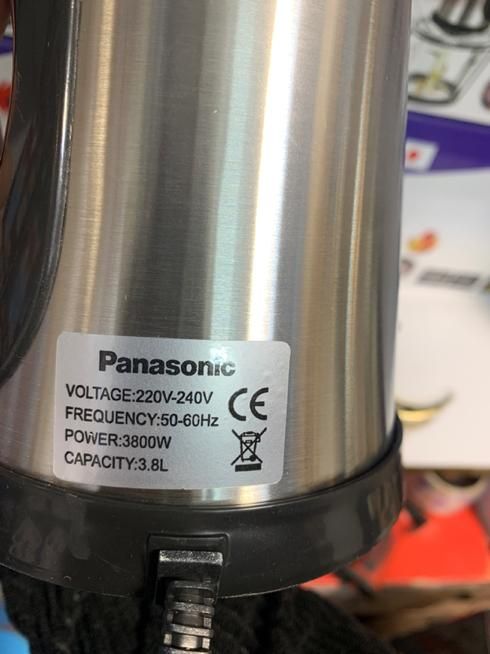 Panasonic
VOLTAGE:220V-240V
FREQUENCY:50-60Hz
POWER:3800W
CAPACITY:3.8L
CE